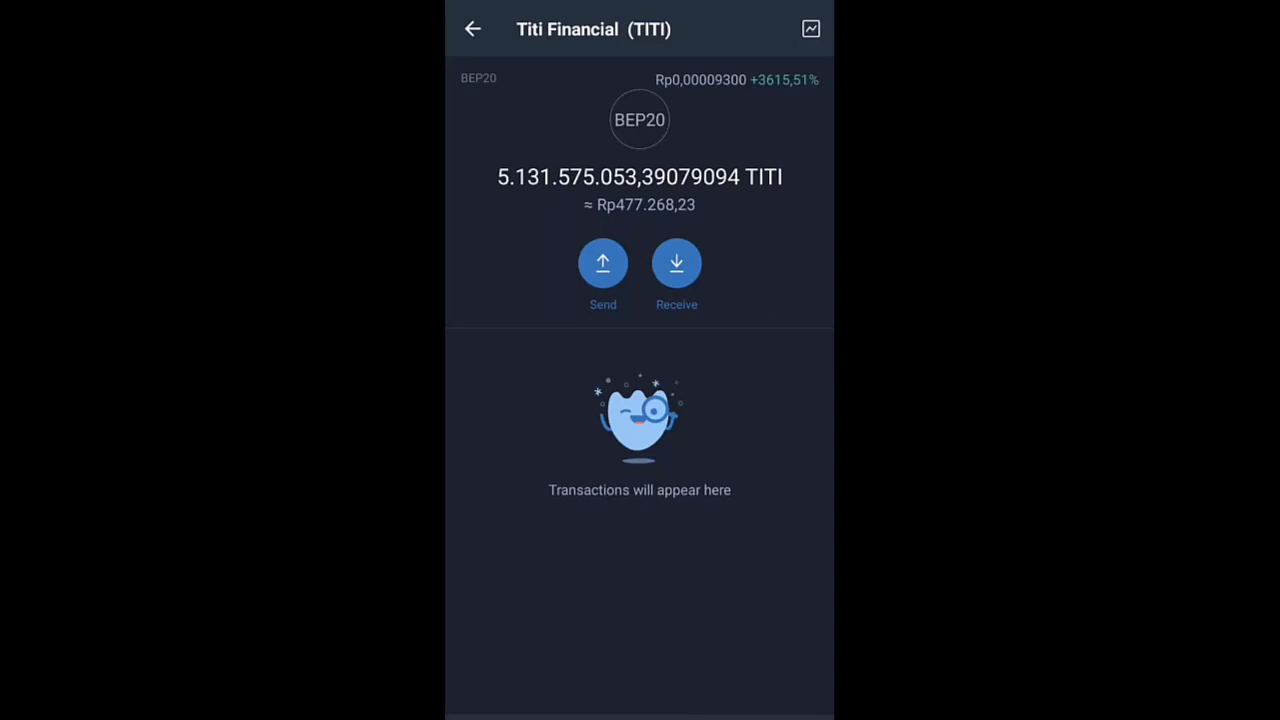 Titi Financial (TITI)
BEP20
Rp0,00009300 +3615,51%
BEP20
5.131.575.053,39079094 TITI
≈ Rp477.268,23
Send
Receive
Transactions will appear here